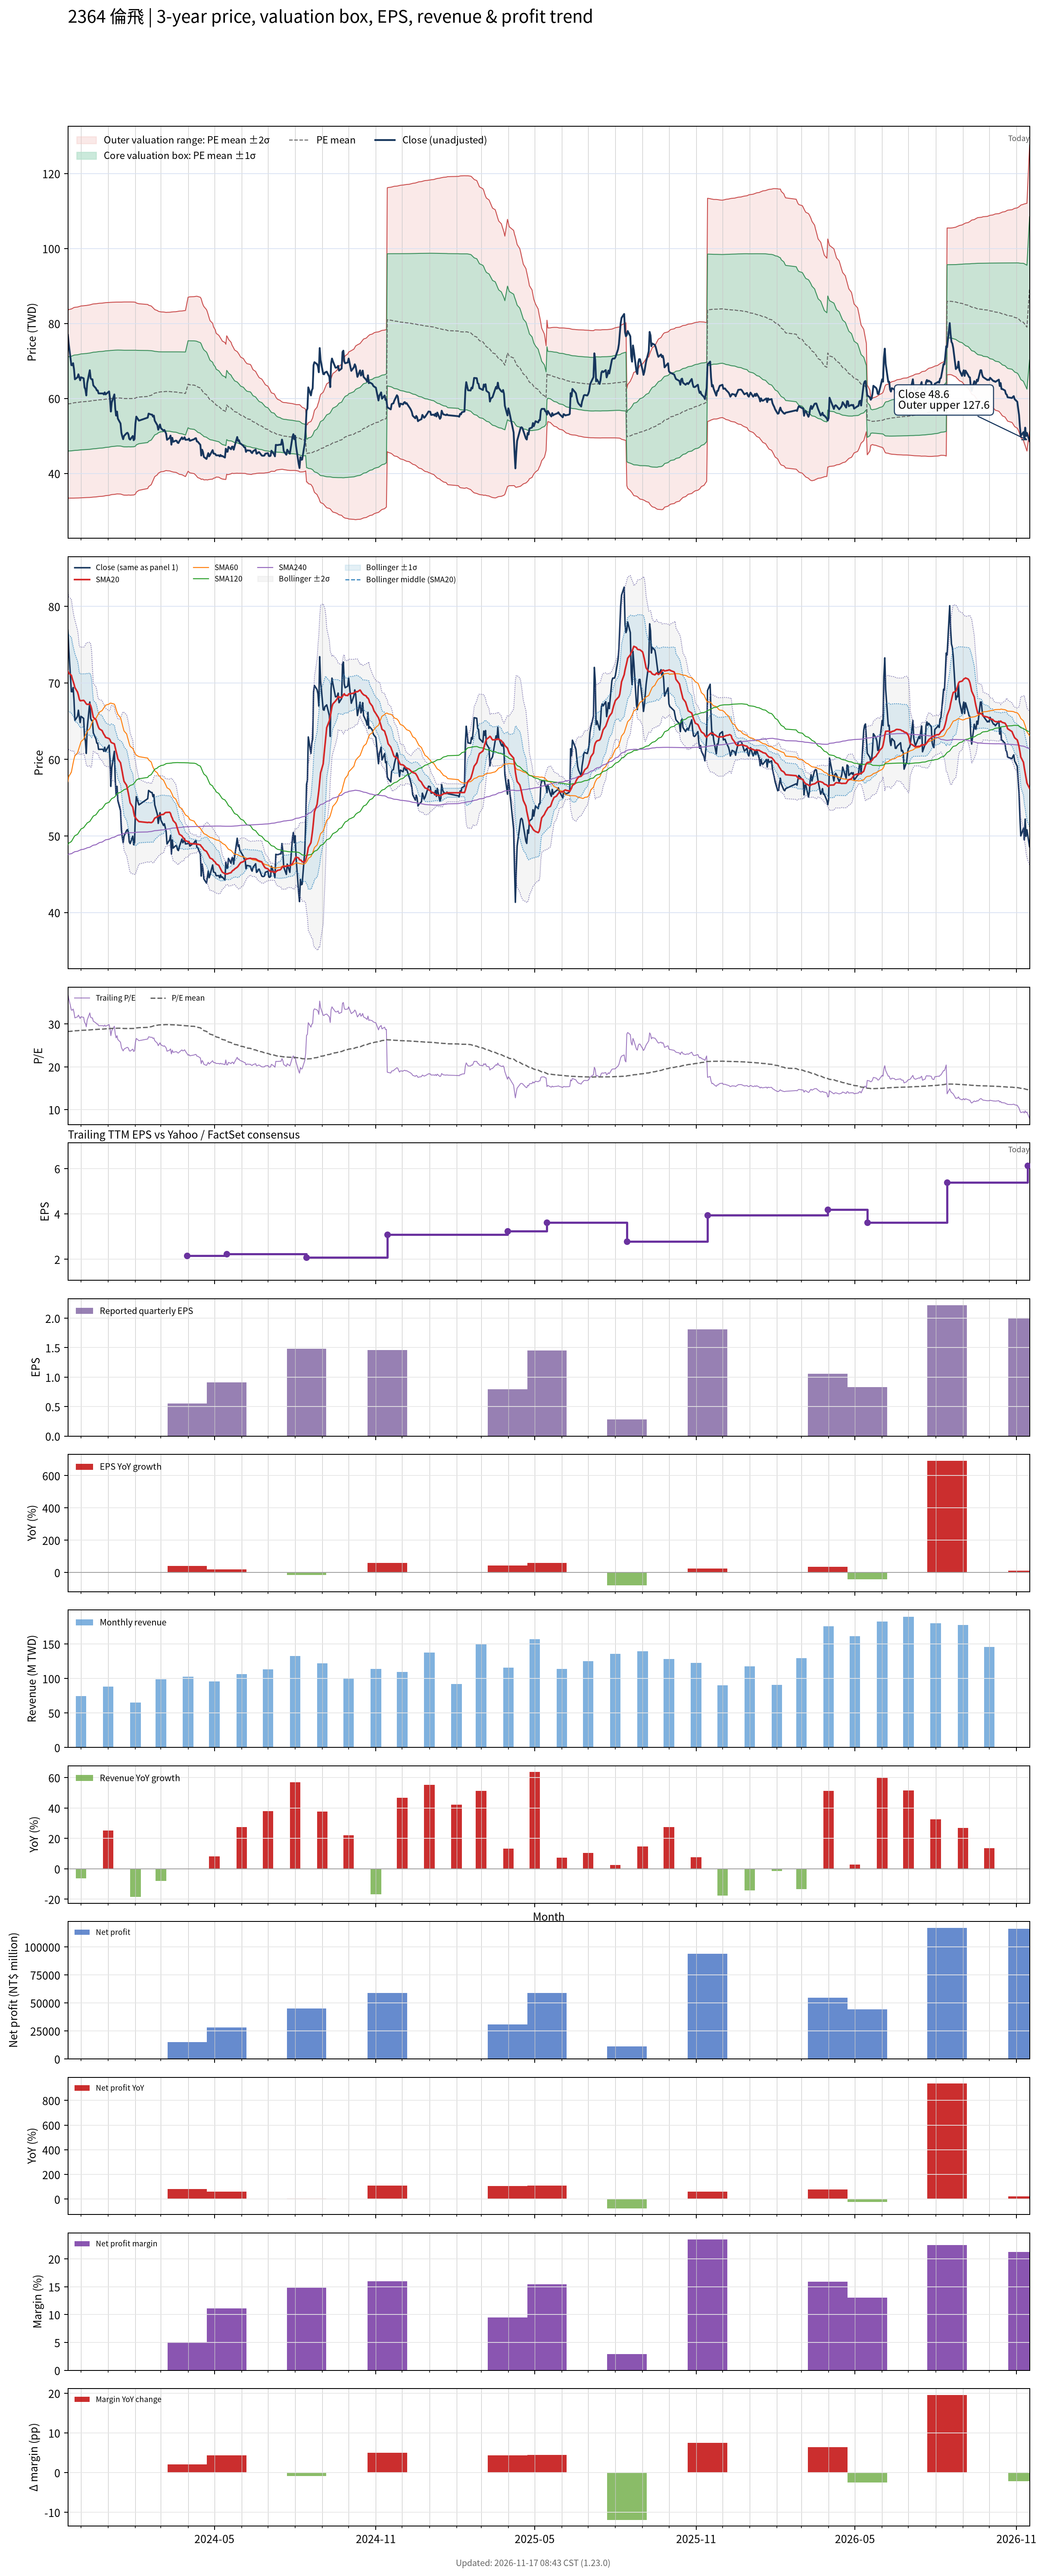 2364 倫飛 | 3-year price, valuation box, EPS, revenue & profit trend
Outer valuation range: PE mean ±2σ
PE mean
Close (unadjusted)
Core valuation box: PE mean ±1σ
Today
120
100
80
60
40
Price (TWD)
Close 48.6
Outer upper 127.6
Close (same as panel 1)
SMA20
SMA60
SMA120
SMA240
Bollinger ±2σ
Bollinger ±1σ
Bollinger middle (SMA20)
80
70
60
50
40
Price
Trailing P/E
P/E mean
30
20
10
P/E
Trailing TTM EPS vs Yahoo / FactSet consensus
Today
6
4
2
EPS
Reported quarterly EPS
2.0
1.5
1.0
0.5
0.0
EPS
EPS YoY growth
600
400
200
0
YoY (%)
Monthly revenue
150
100
50
0
Revenue (M TWD)
Revenue YoY growth
60
40
20
0
-20
YoY (%)
Month
Net profit
100000
75000
50000
25000
0
Net profit (NT$ million)
Net profit YoY
800
600
400
200
0
YoY (%)
Net profit margin
20
15
10
5
0
Margin (%)
Margin YoY change
20
10
0
-10
Δ margin (pp)
2024-05
2024-11
2025-05
2025-11
2026-05
2026-11
Updated: 2026-11-17 08:43 CST (1.23.0)